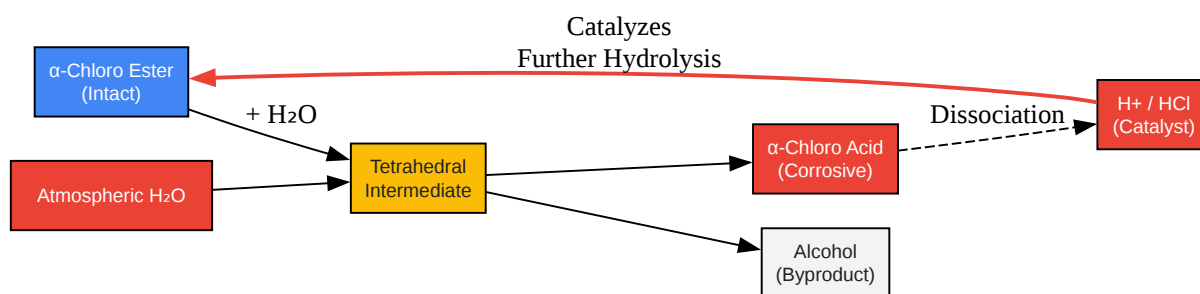 Catalyzes
Further Hydrolysis
α-Chloro Ester
(Intact)
+ H₂O
Atmospheric H₂O
Tetrahedral
Intermediate
α-Chloro Acid
(Corrosive)
Dissociation
H+ / HCl
(Catalyst)
Alcohol
(Byproduct)